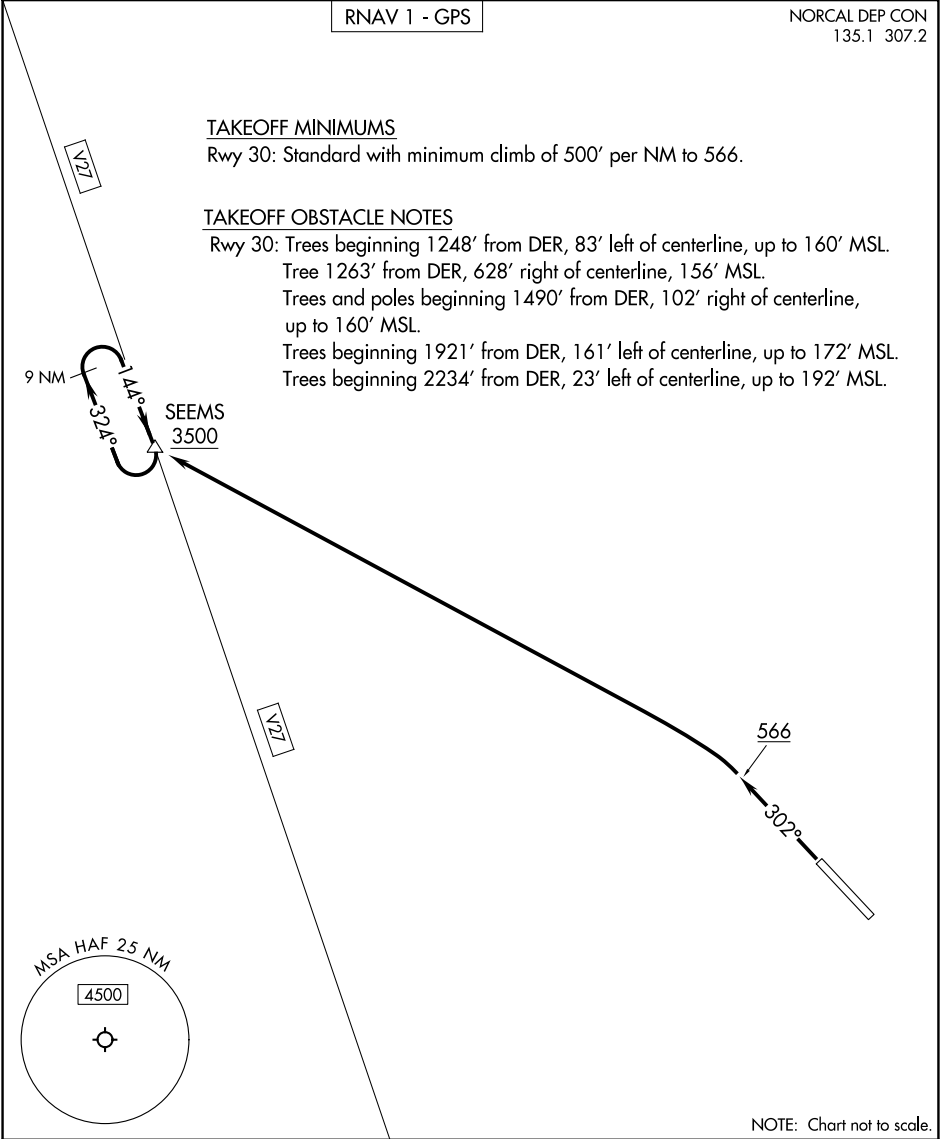 RNAV 1 - GPS
NORCAL DEP CON
135.1 307.2
TAKEOFF MINIMUMS
Rwy 30: Standard with minimum climb of 500' per NM to 566.
V27
TAKEOFF OBSTACLE NOTES
Rwy 30: Trees beginning 1248' from DER, 83' left of centerline, up to 160' MSL.
Tree 1263' from DER, 628' right of centerline, 156' MSL.
Trees and poles beginning 1490' from DER, 102' right of centerline,
up to 160' MSL.
Trees beginning 1921' from DER, 161' left of centerline, up to 172' MSL.
Trees beginning 2234' from DER, 23' left of centerline, up to 192' MSL.
9 NM
144°
324°
SEEMS
3500
V27
566
302°
MSA HAF 25 NM
4500
NOTE: Chart not to scale.